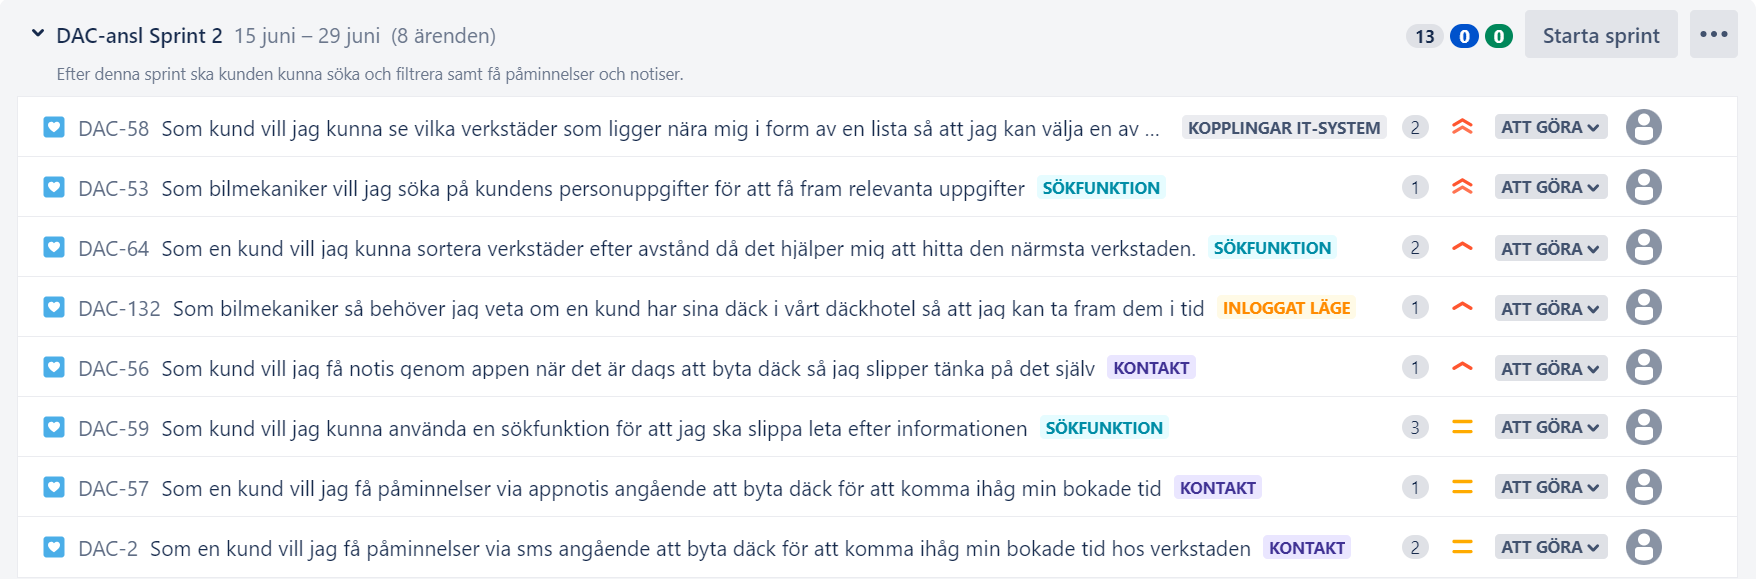 DAC-ansl Sprint 2 15 juni – 29 juni (8 ärenden) 13 0 0 Starta sprint
Efter denna sprint ska kunden kunna söka och filtrera samt få påminnelser och notiser.
DAC-58 Som kund vill jag kunna se vilka verkstäder som ligger nära mig i form av en lista så att jag kan välja en av ... KOPPLINGAR IT-SYSTEM 2 ATT GÖRA
DAC-53 Som bilmekaniker vill jag söka på kundens personuppgifter för att få fram relevanta uppgifter SÖKFUNKTION 1 ATT GÖRA
DAC-64 Som en kund vill jag kunna sortera verkstäder efter avstånd då det hjälper mig att hitta den närmsta verkstaden. SÖKFUNKTION 2 ATT GÖRA
DAC-132 Som bilmekaniker så behöver jag veta om en kund har sina däck i vårt däckhotel så att jag kan ta fram dem i tid INLOGGAT LÄGE 1 ATT GÖRA
DAC-56 Som kund vill jag få notis genom appen när det är dags att byta däck så jag slipper tänka på det själv KONTAKT 1 ATT GÖRA
DAC-59 Som kund vill jag kunna använda en sökfunktion för att jag ska slippa leta efter informationen SÖKFUNKTION 3 ATT GÖRA
DAC-57 Som en kund vill jag få påminnelser via appnotis angående att byta däck för att komma ihåg min bokade tid KONTAKT 1 ATT GÖRA
DAC-2 Som en kund vill jag få påminnelser via sms angående att byta däck för att komma ihåg min bokade tid hos verkstaden KONTAKT 2 ATT GÖRA